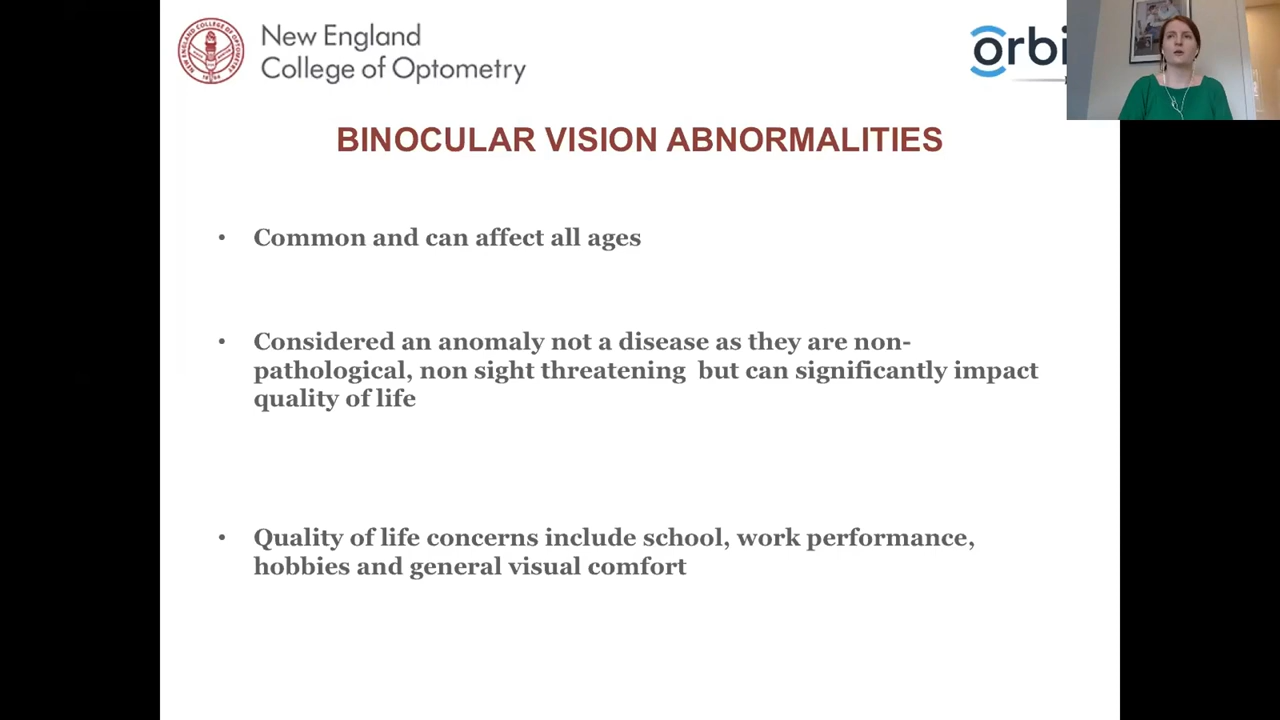 New England
College of Optometry
BINOCULAR VISION ABNORMALITIES
• Common and can affect all ages
• Considered an anomaly not a disease as they are non-
pathological, non sight threatening  but can significantly impact
quality of life
• Quality of life concerns include school, work performance,
hobbies and general visual comfort